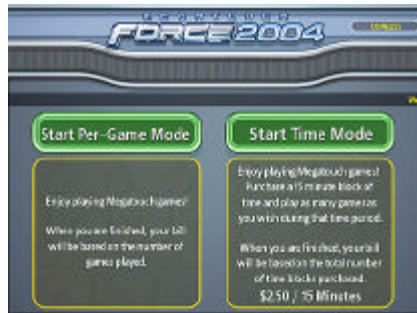 MEGATOUCH
FORCE 2004
Start Per-Game Mode
Enjoy playing Megatouch games!
When you are finished, your bill
will be based on the number of
games played.
Start Time Mode
Enjoy playing Megatouch games!
Purchase a 15 minute block of
time and play as many games as
you wish during that time period.
When you are finished, your bill
will be based on the total number
of time blocks purchased.
$2.50 / 15 Minutes